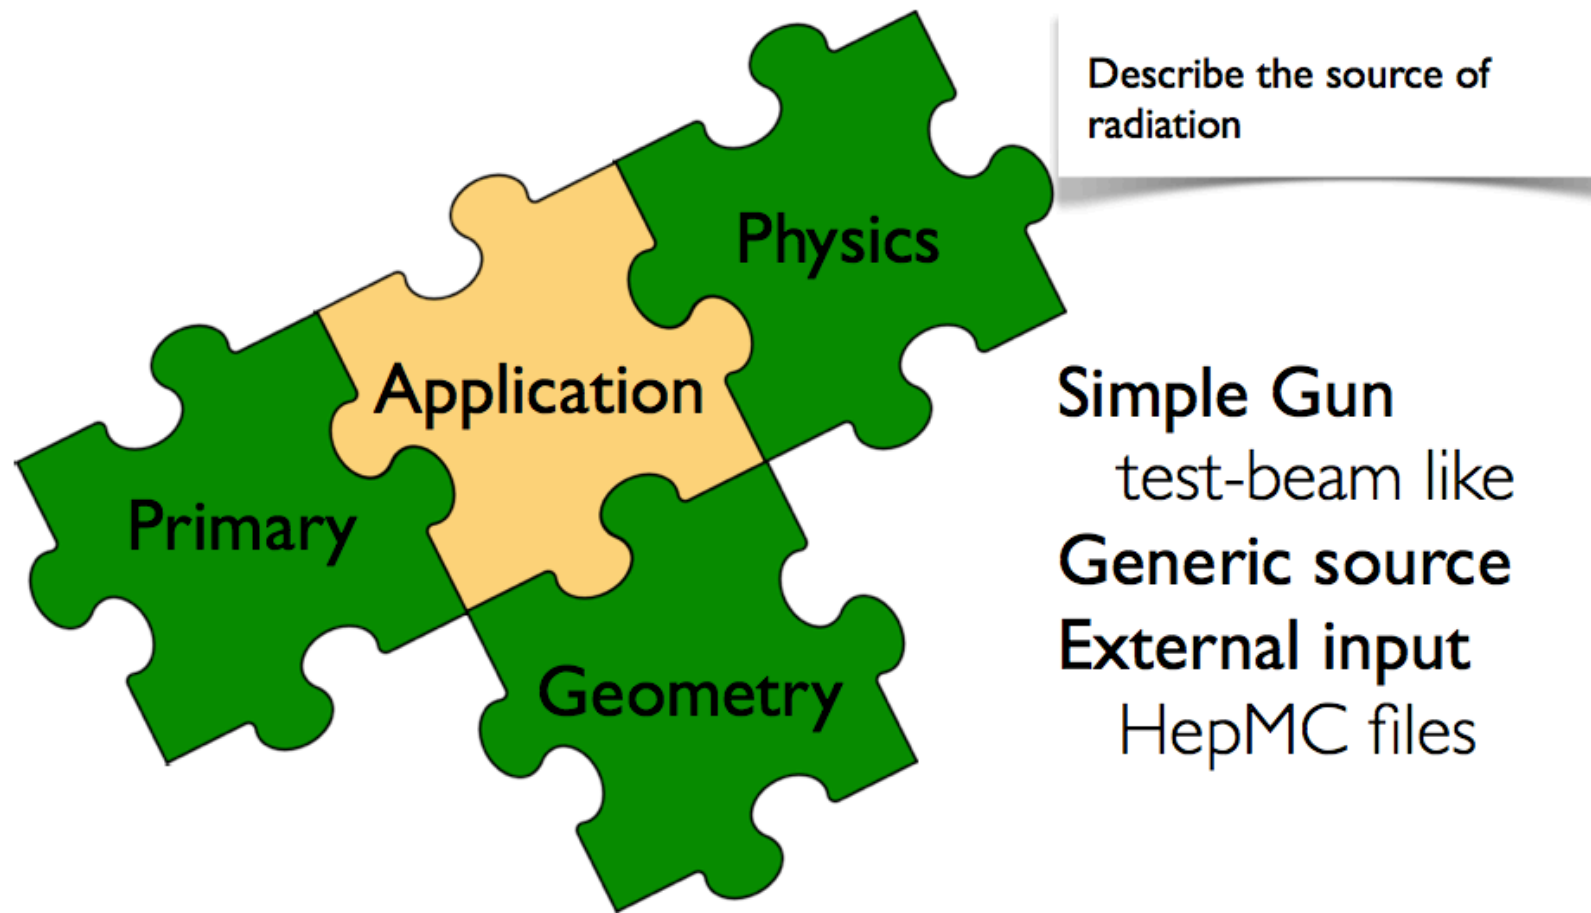 Describe the source of
radiation
Physics
Application
Primary
Geometry
Simple Gun
test-beam like
Generic source
External input
HepMC files